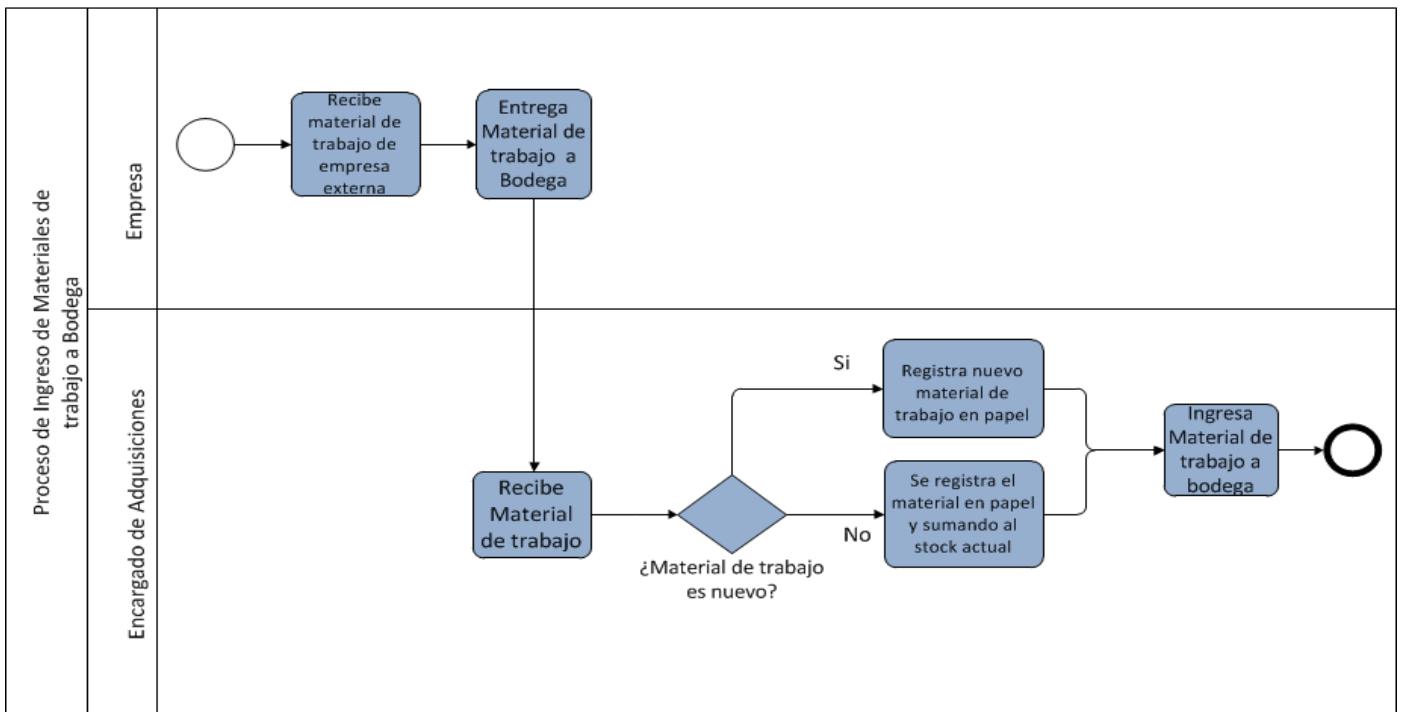 Proceso de Ingreso de Materiales de
trabajo a Bodega
Empresa
Recibe
material de
trabajo de
empresa
externa
Entrega
Material de
trabajo a
Bodega
Encargado de Adquisiciones
Recibe
Material
de trabajo
¿Material de trabajo
es nuevo?
Si
Registra nuevo
material de
trabajo en papel
No
Se registra el
material en papel
y sumando al
stock actual
Ingresa
Material de
trabajo a
bodega